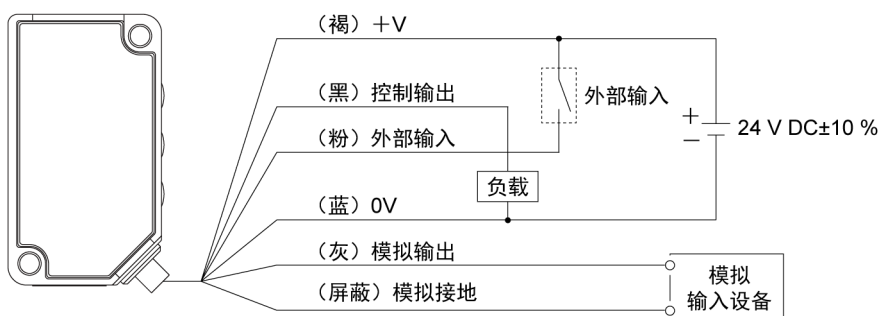 （褐）＋V
（黑）控制输出
外部输入
＋
－
24 V DC±10 %
（粉）外部输入
负载
（蓝）0V
（灰）模拟输出
（屏蔽）模拟接地
模拟
输入设备